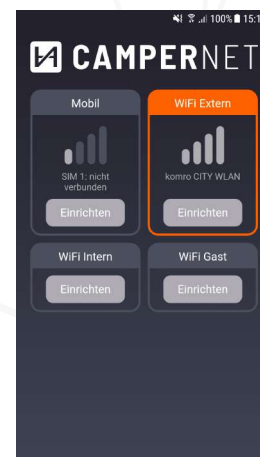 100% 15:1
CAMPERNET
Mobil
WiFi Extern
SIM 1: nicht
verbunden
komro CITY WLAN
Einrichten
Einrichten
WiFi Intern
WiFi Gast
Einrichten
Einrichten